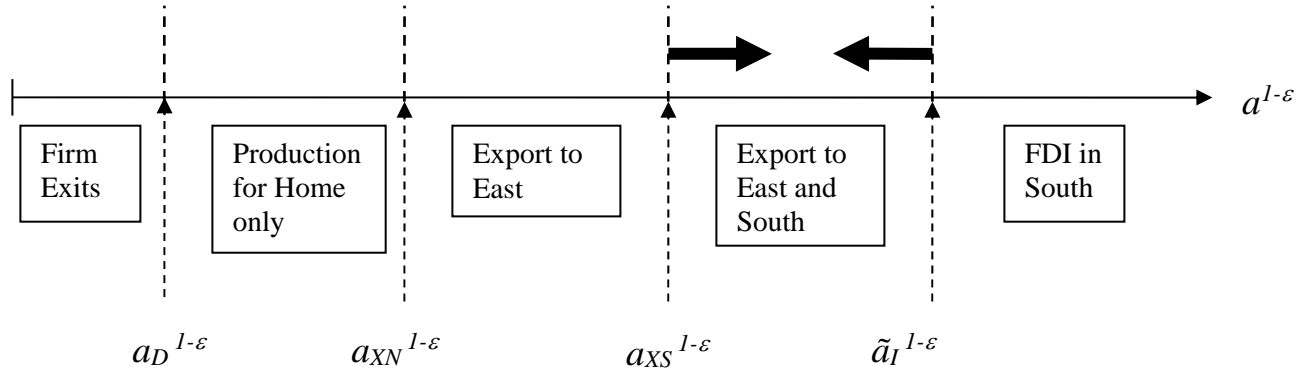 a^{1-ε}
Firm
Exits
Production
for Home
only
Export to
East
Export to
East and
South
FDI in
South
a_D^{1-ε}
a_{XN}^{1-ε}
a_{XS}^{1-ε}
ã_I^{1-ε}